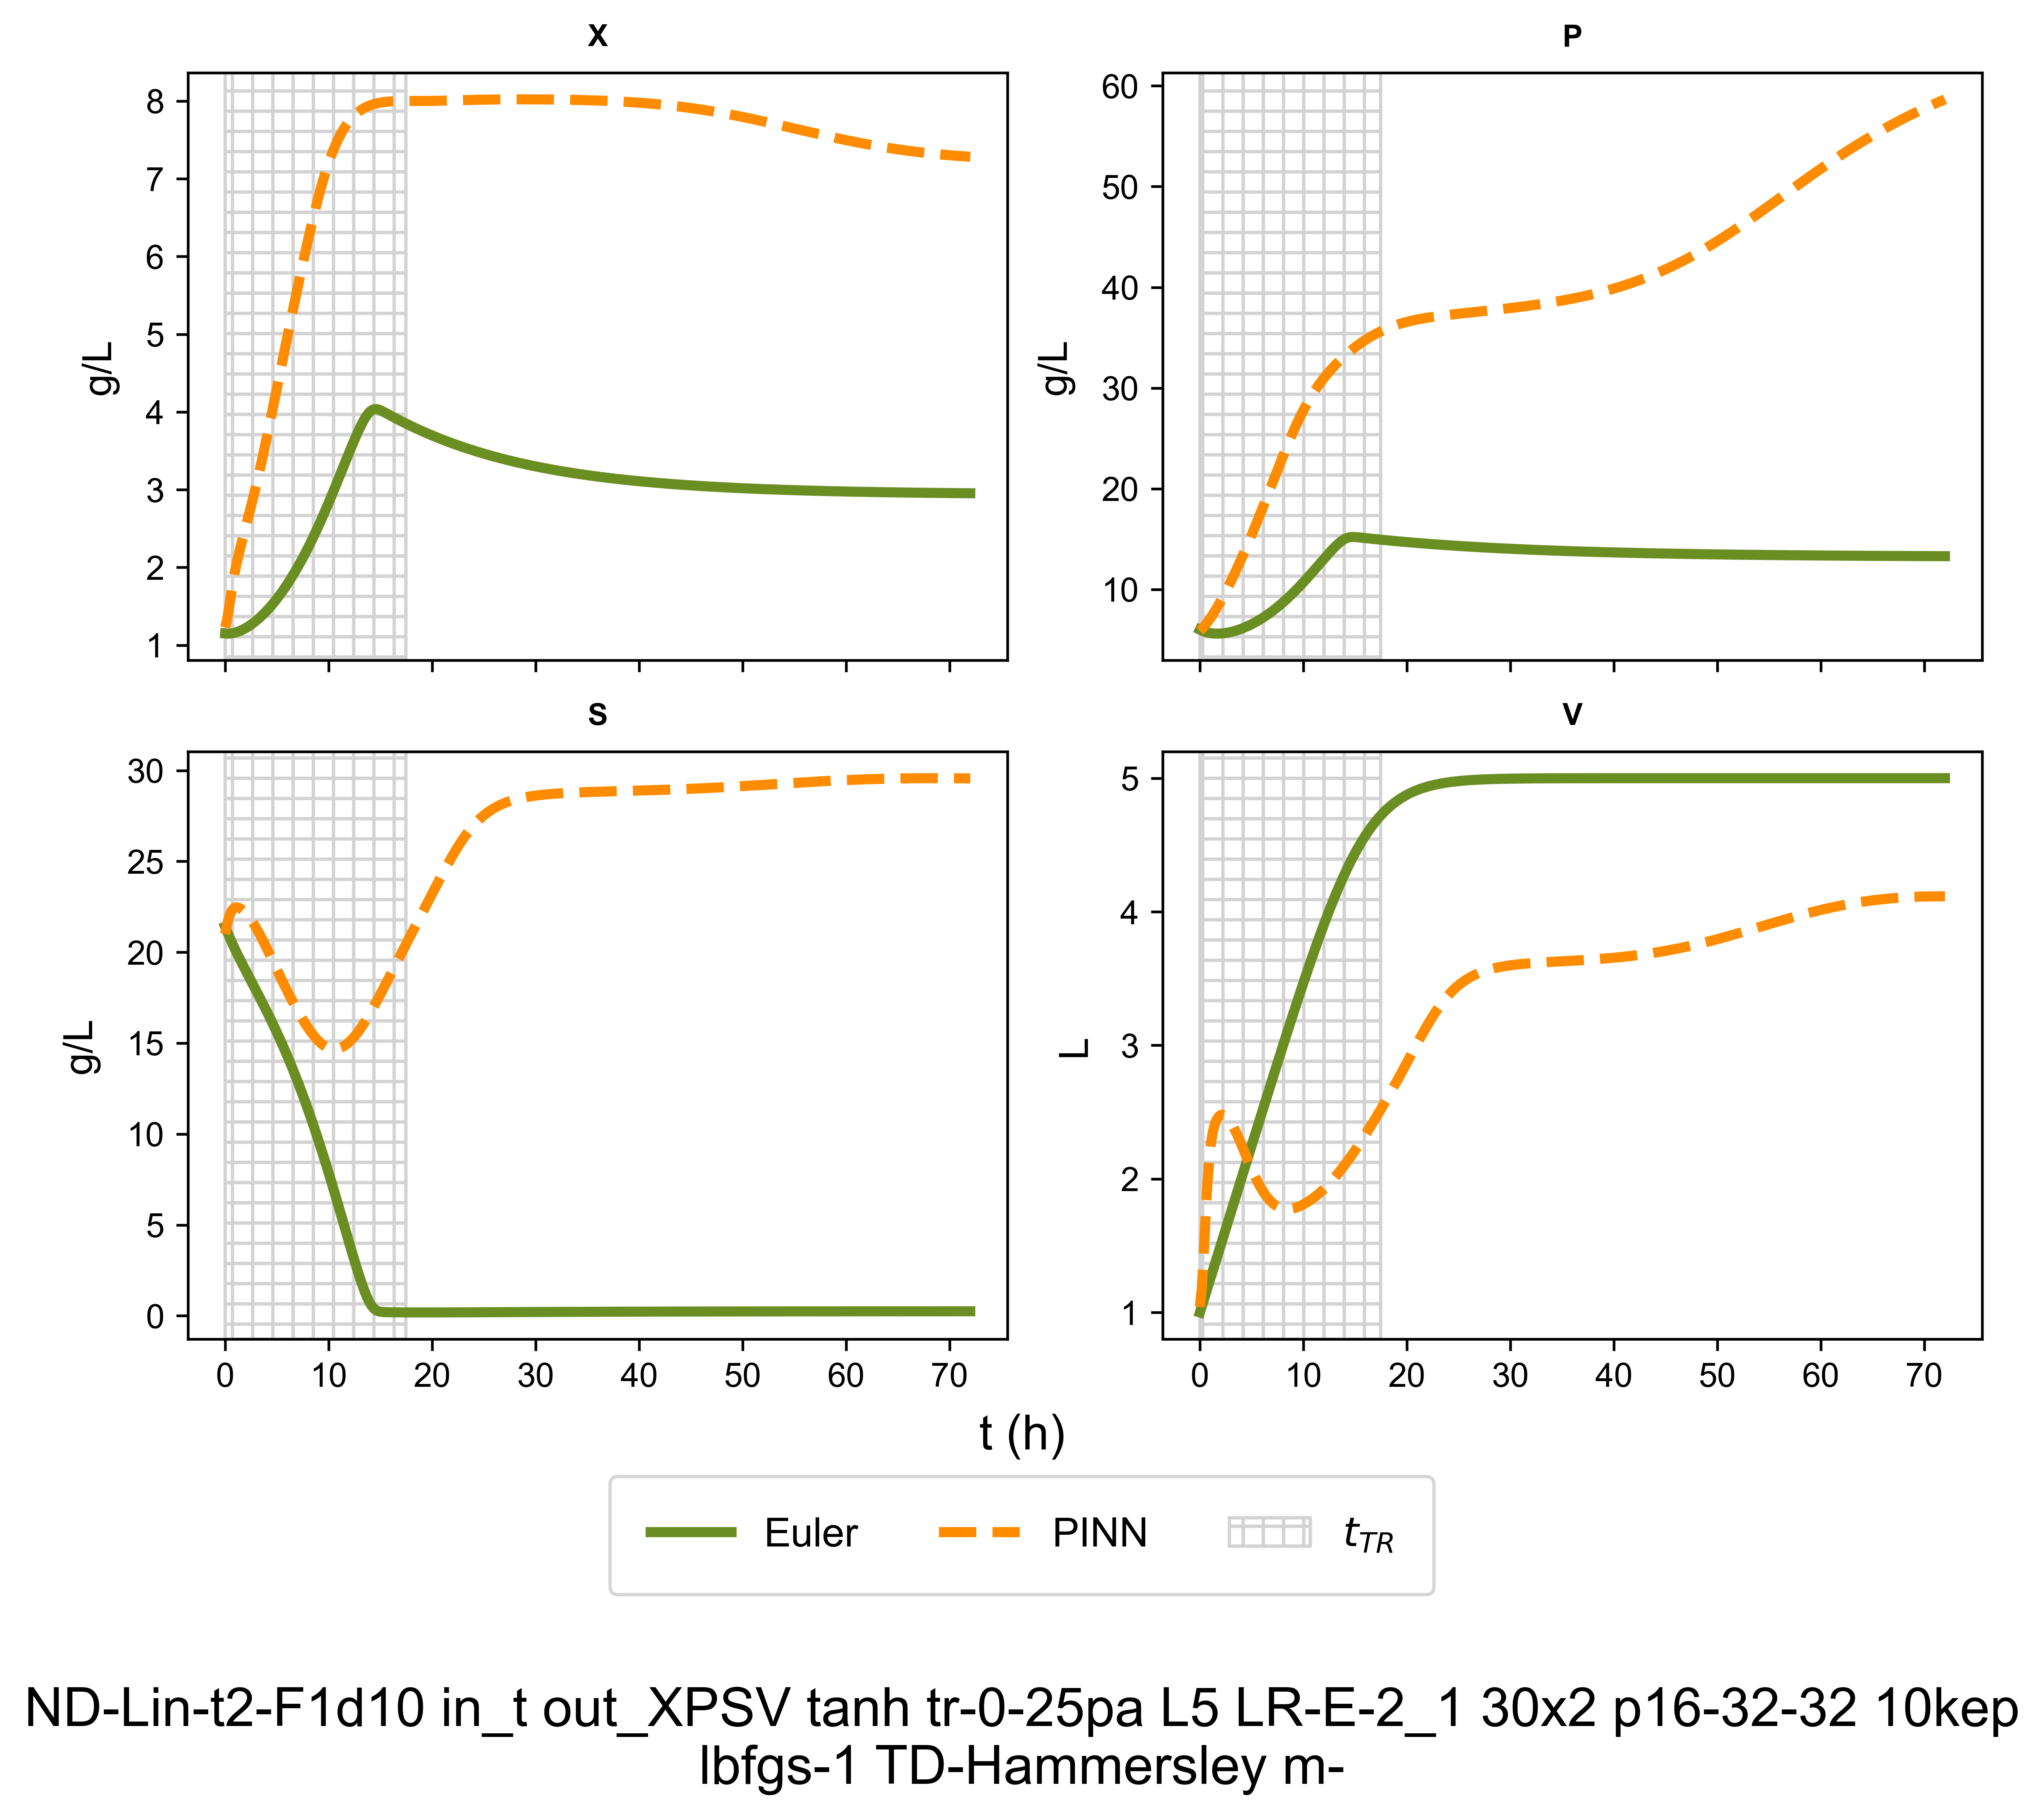 X
P
8
7
6
5
4
3
2
1
g/L
60
50
40
30
20
10
g/L
S
V
30
25
20
15
10
5
0
g/L
0 10 20 30 40 50 60 70
5
4
3
2
1
L
0 10 20 30 40 50 60 70
t (h)
Euler PINN t_TR
ND-Lin-t2-F1d10 in_t out_XPSV tanh tr-0-25pa L5 LR-E-2_1 30x2 p16-32-32 10kep
lbfgs-1 TD-Hammersley m-